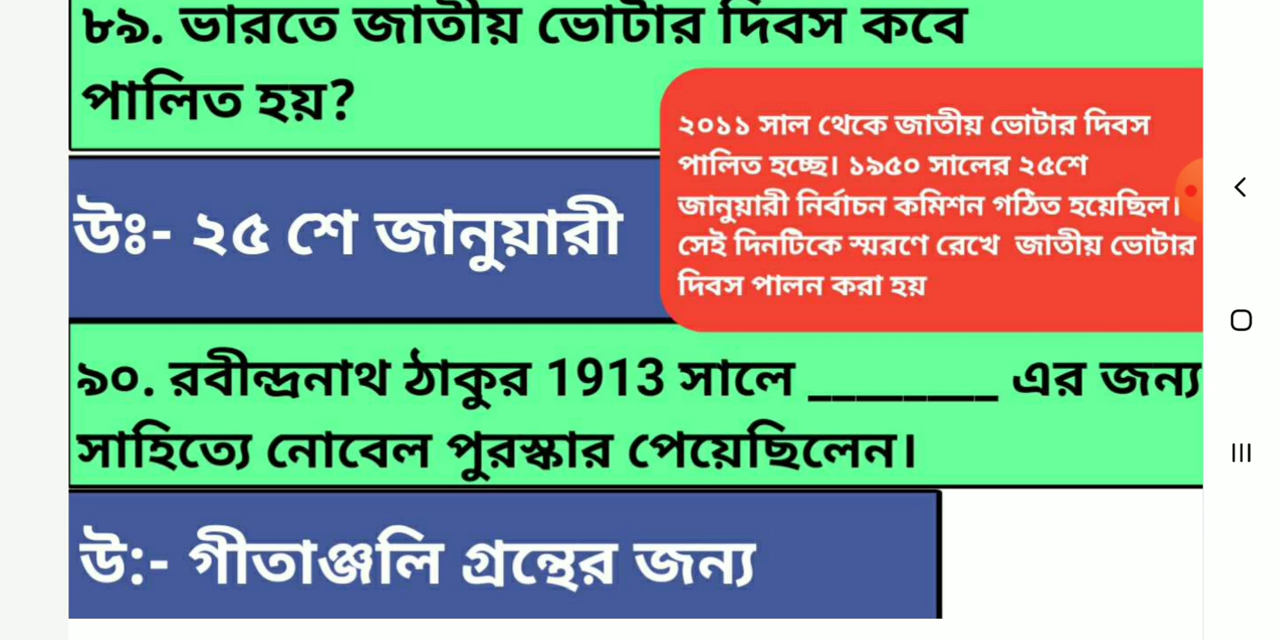 ৮৯. ভারতে জাতীয় ভোটার দিবস কবে
পালিত হয়?
২০১১ সাল থেকে জাতীয় ভোটার দিবস
পালিত হচ্ছে। ১৯৫০ সালের ২৫শে
জানুয়ারী নির্বাচন কমিশন গঠিত হয়েছিল।
সেই দিনটিকে স্মরণে রেখে জাতীয় ভোটার
দিবস পালন করা হয়
উঃ- ২৫ শে জানুয়ারী
৯০. রবীন্দ্রনাথ ঠাকুর 1913 সালে ________ এর জন্য
সাহিত্যে নোবেল পুরস্কার পেয়েছিলেন।
উ:- গীতাঞ্জলি গ্রন্থের জন্য